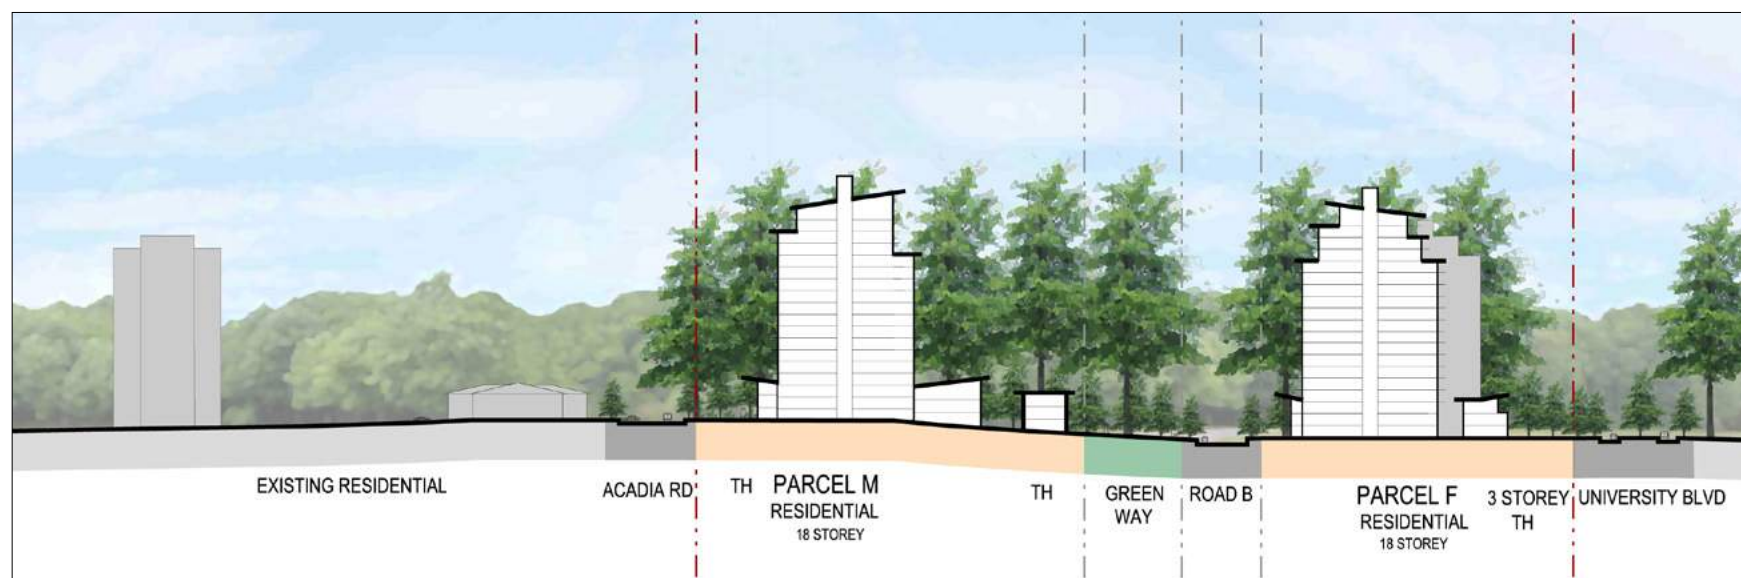 EXISTING RESIDENTIAL
ACADIA RD
TH
PARCEL M
RESIDENTIAL
18 STOREY
TH
GREEN
WAY
ROAD B
PARCEL F
RESIDENTIAL
18 STOREY
3 STOREY
TH
UNIVERSITY BLVD